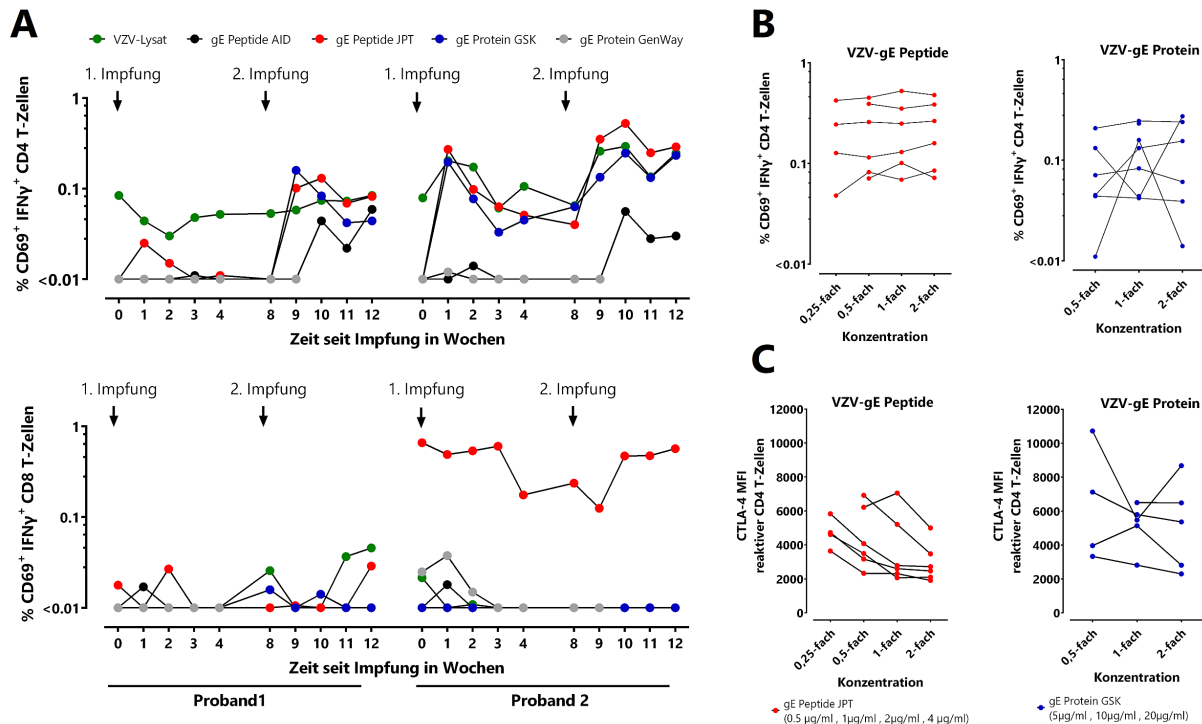 A
VZV-Lysat
gE Peptide AID
gE Peptide JPT
gE Protein GSK
gE Protein GenWay
1. Impfung
2. Impfung
1. Impfung
2. Impfung
% CD69+ IFNγ+ CD4 T-Zellen
1
0.1
<0.01
0 1 2 3 4 8 9 10 11 12
0 1 2 3 4 8 9 10 11 12
Zeit seit Impfung in Wochen
Zeit seit Impfung in Wochen
1. Impfung
2. Impfung
1. Impfung
2. Impfung
% CD69+ IFNγ+ CD8 T-Zellen
1
0.1
<0.01
0 1 2 3 4 8 9 10 11 12
0 1 2 3 4 8 9 10 11 12
Zeit seit Impfung in Wochen
Zeit seit Impfung in Wochen
Proband1
Proband 2
B
VZV-gE Peptide
% CD69+ IFNγ+ CD4 T-Zellen
1
0.1
<0.01
0,25-fach
0,5-fach
1-fach
2-fach
Konzentration
VZV-gE Protein
% CD69+ IFNγ+ CD4 T-Zellen
1
0.1
<0.01
0,5-fach
1-fach
2-fach
Konzentration
C
VZV-gE Peptide
CTLA-4 MFI
reaktiver CD4 T-Zellen
12000
10000
8000
6000
4000
2000
0
0,25-fach
0,5-fach
1-fach
2-fach
Konzentration
gE Peptide JPT
(0.5 µg/ml , 1µg/ml , 2µg/ml, 4 µg/ml)
VZV-gE Protein
CTLA-4 MFI
reaktiver CD4 T-Zellen
12000
10000
8000
6000
4000
2000
0
0,5-fach
1-fach
2-fach
Konzentration
gE Protein GSK
(5µg/ml , 10µg/ml , 20µg/ml)